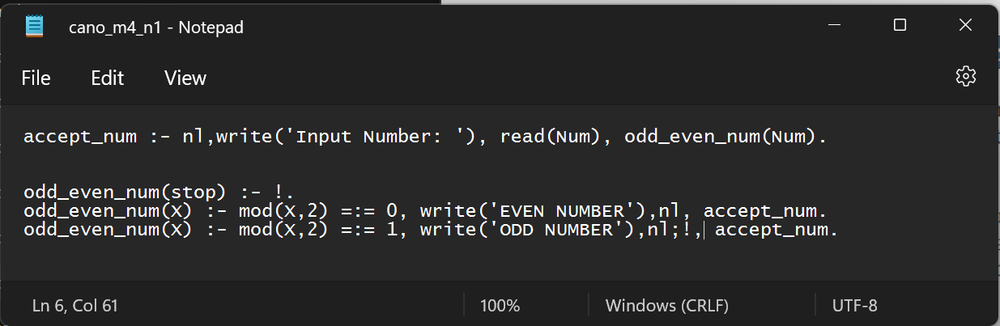 cano_m4_n1 - Notepad
File Edit View
accept_num :- nl,write('Input Number: '), read(Num), odd_even_num(Num).
odd_even_num(stop) :- !.
odd_even_num(X) :- mod(X,2) =:= 0, write('EVEN NUMBER'),nl, accept_num.
odd_even_num(X) :- mod(X,2) =:= 1, write('ODD NUMBER'),nl;!, accept_num.
Ln 6, Col 61 100% Windows (CRLF) UTF-8